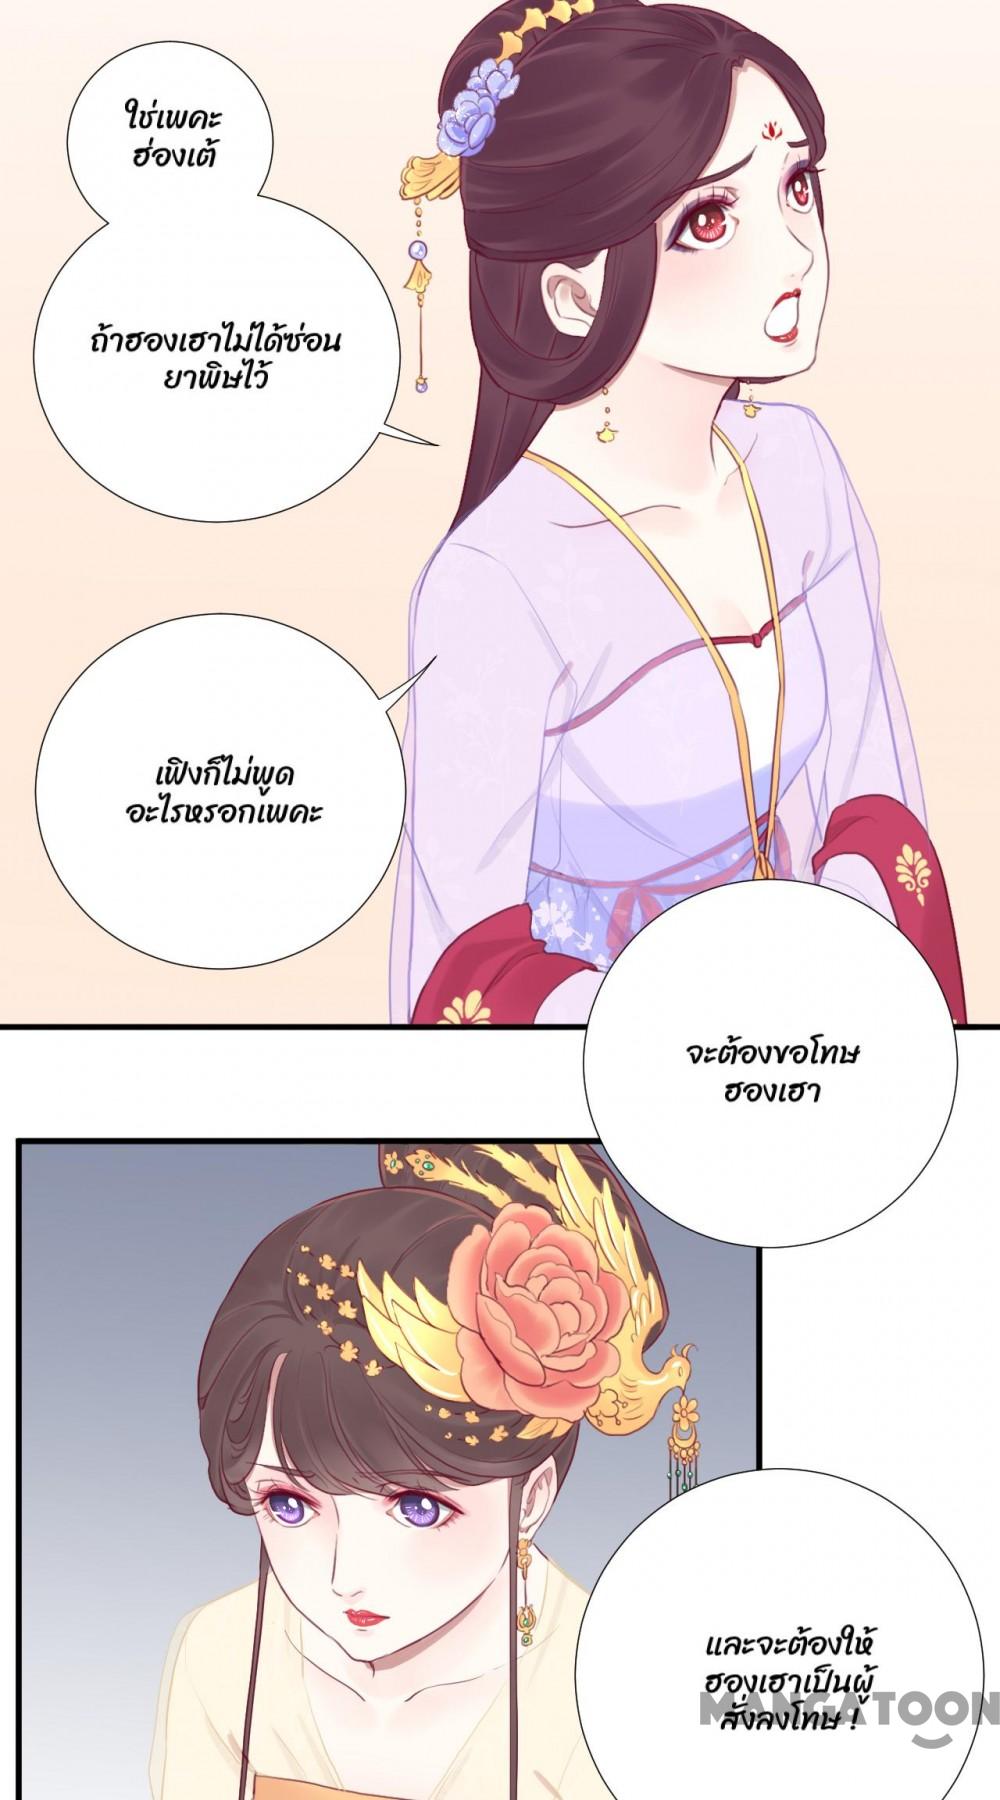 ใช่เพคะ
ฮ่องเต้
ถ้าฮองเฮาไม่ได้ซ่อน
ยาพิษไว้
เฟิงก็ไม่พูด
อะไรหรอกเพคะ
จะต้องขอโทษ
ฮองเฮา
และจะต้องให้
ฮองเฮาเป็นผู้
สั่งลงโทษ !
MANGATOON